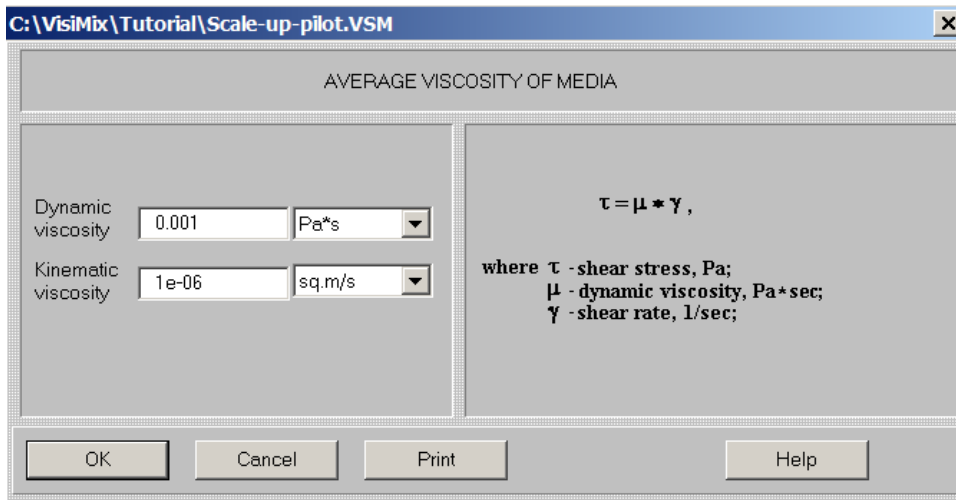 C:\VisiMix\Tutorial\Scale-up-pilot.VSM
AVERAGE VISCOSITY OF MEDIA
Dynamic
viscosity
0.001
Pa*s
Kinematic
viscosity
1e-06
sq.m/s
τ = μ * γ ,
where τ - shear stress, Pa;
μ - dynamic viscosity, Pa*sec;
γ - shear rate, 1/sec;
OK
Cancel
Print
Help